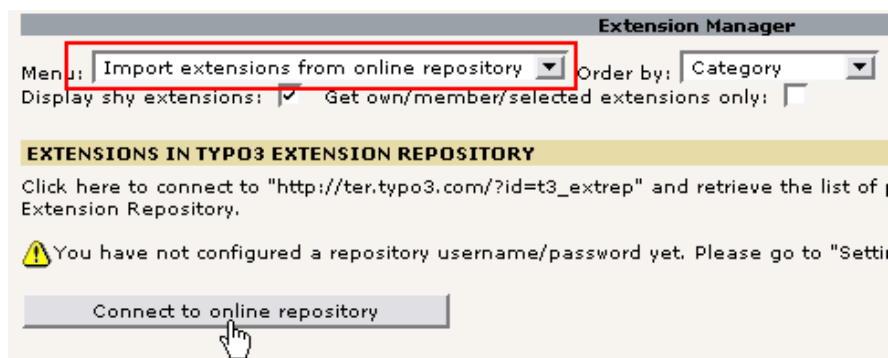 Extension Manager
Menu: Import extensions from online repository Order by: Category
Display shy extensions: Get own/member/selected extensions only:
EXTENSIONS IN TYPO3 EXTENSION REPOSITORY
Click here to connect to "http://ter.typo3.com/?id=t3_extrep" and retrieve the list of
Extension Repository.
You have not configured a repository username/password yet. Please go to "Setti
Connect to online repository